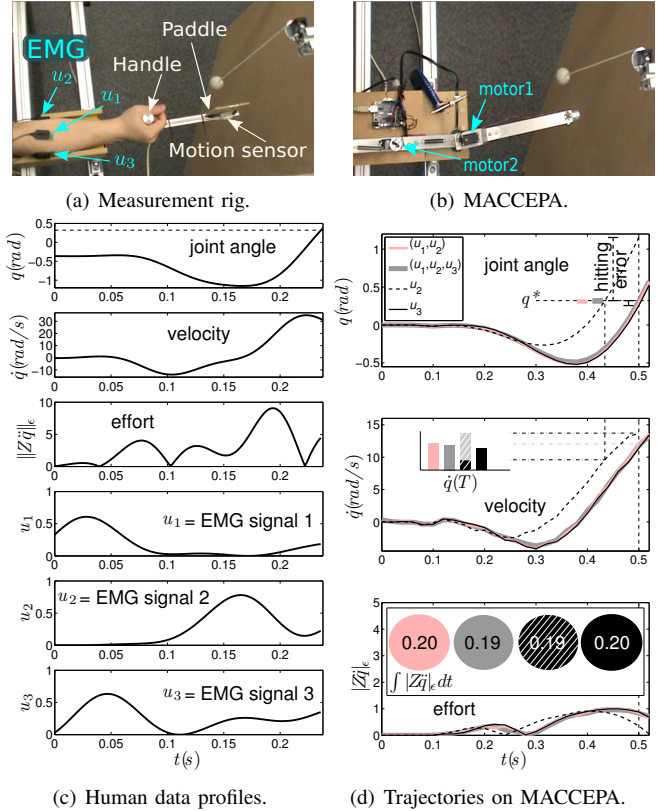 EMG
u₂
u₁
u₃
Handle
Paddle
Motion sensor
motor1
motor2
(a) Measurement rig.
(b) MACCEPA.
q(rad)
0.5
0
−0.5
−1
joint angle
0 0.05 0.1 0.15 0.2
q̇(rad/s)
30
20
10
0
−10
velocity
0 0.05 0.1 0.15 0.2
||Zq̈||ϵ
10
5
0
effort
0 0.05 0.1 0.15 0.2
u₁
1
0.5
0
u₁ = EMG signal 1
0 0.05 0.1 0.15 0.2
u₂
1
0.5
0
u₂ = EMG signal 2
0 0.05 0.1 0.15 0.2
u₃
1
0.5
0
u₃ = EMG signal 3
0 0.05 0.1 0.15 0.2
t(s)
(c) Human data profiles.
q(rad)
1
0.5
0
−0.5
(u₁,u₂)
(u₁,u₂,u₃)
u₂
u₃
joint angle
hitting
error
q*
0 0.1 0.2 0.3 0.4 0.5
q̇(rad/s)
15
10
5
0
q̇(T)
velocity
0 0.1 0.2 0.3 0.4 0.5
|Zq̈|ϵ
5
4
3
2
1
0
0.20 0.19 0.19 0.20
∫ |Zq̈|ϵdt
effort
0 0.1 0.2 0.3 0.4 0.5
t(s)
(d) Trajectories on MACCEPA.